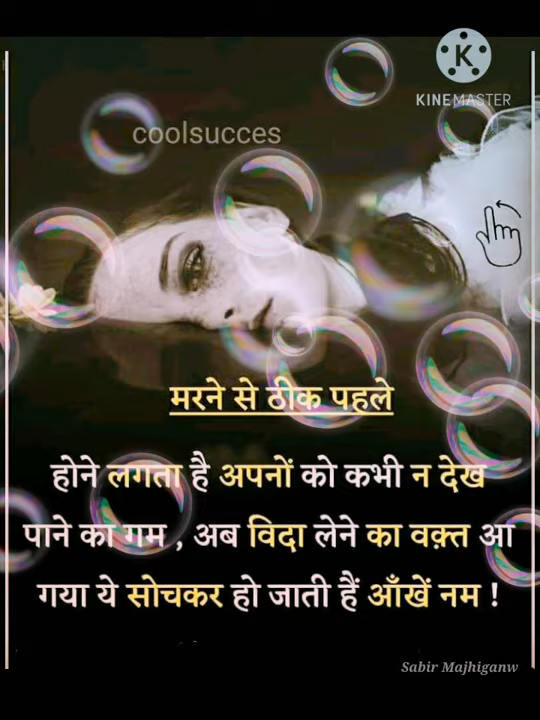 KINEMASTER
coolsucces
मरने से ठीक पहले
होने लगता है अपनों को कभी न देख
पाने का गम , अब विदा लेने का वक़्त आ
गया ये सोचकर हो जाती हैं आँखें नम !
Sabir Majhiganw